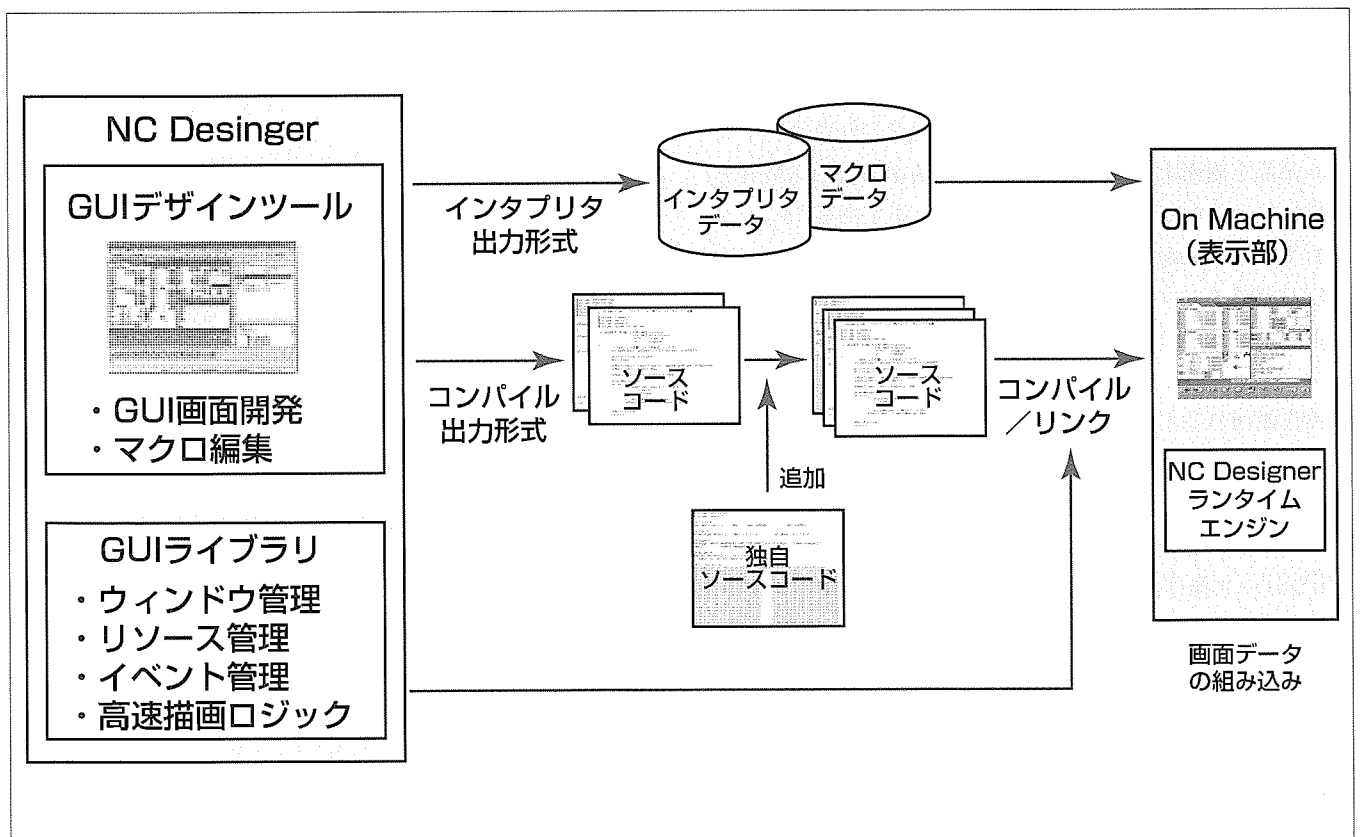 NC Desinger
GUIデザインツール
・GUI画面開発
・マクロ編集
GUIライブラリ
・ウィンドウ管理
・リソース管理
・イベント管理
・高速描画ロジック
インタプリタ
出力形式
インタプリタ
データ
マクロ
データ
コンパイル
出力形式
ソース
コード
追加
独自
ソースコード
ソース
コード
コンパイル
/リンク
On Machine
(表示部)
NC Designer
ランタイム
エンジン
画面データ
の組み込み